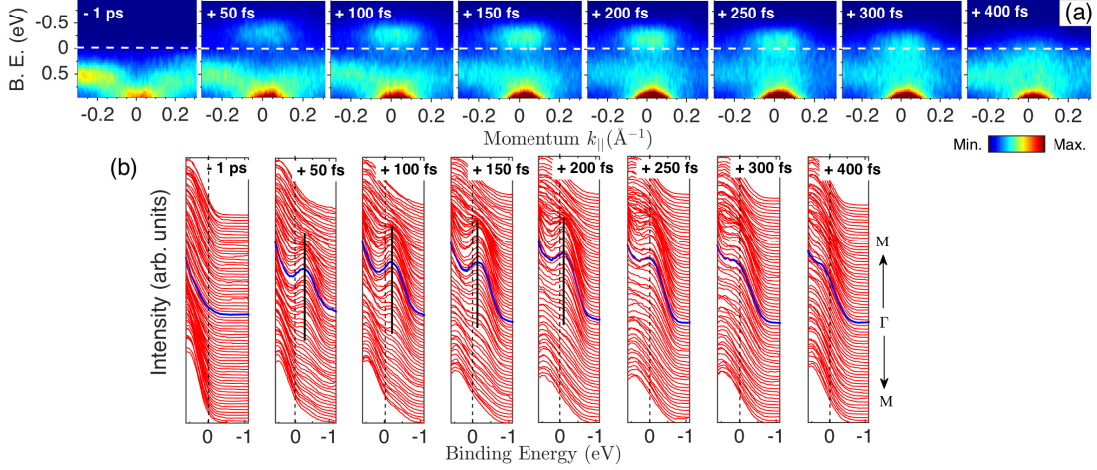 - 1 ps + 50 fs + 100 fs + 150 fs + 200 fs + 250 fs + 300 fs + 400 fs (a)
B. E. (eV)
-0.5
0
0.5
-0.2 0 0.2 -0.2 0 0.2 -0.2 0 0.2 -0.2 0 0.2 -0.2 0 0.2 -0.2 0 0.2 -0.2 0 0.2 -0.2 0 0.2
Momentum k||(Å⁻¹)
Min. Max.
(b)
- 1 ps + 50 fs + 100 fs + 150 fs + 200 fs + 250 fs + 300 fs + 400 fs
Intensity (arb. units)
M
Γ
M
0 -1 0 -1 0 -1 0 -1 0 -1 0 -1 0 -1 0 -1
Binding Energy (eV)